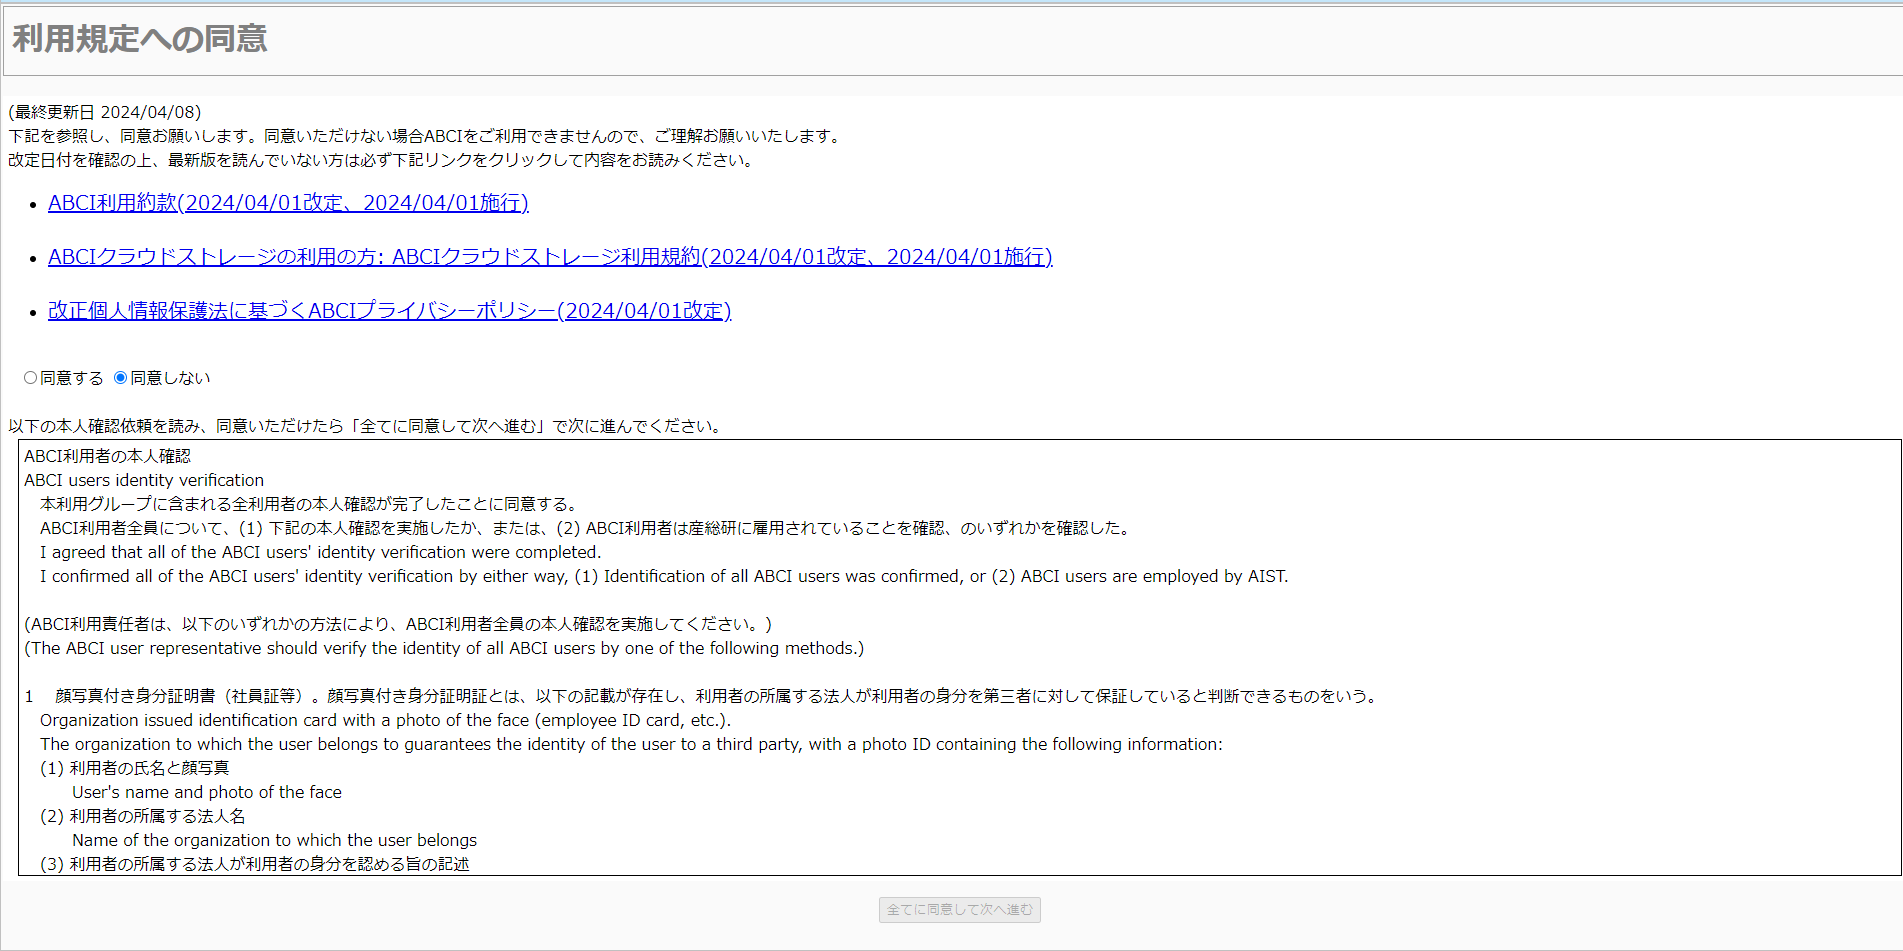 利用規定への同意
(最終更新日 2024/04/08)
下記を参照し、同意お願いします。同意いただけない場合ABCIをご利用できませんので、ご理解お願いいたします。
改定日付を確認の上、最新版を読んでいない方は必ず下記リンクをクリックして内容をお読みください。
• ABCI利用約款(2024/04/01改定、2024/04/01施行)
• ABCIクラウドストレージの利用の方: ABCIクラウドストレージ利用規約(2024/04/01改定、2024/04/01施行)
• 改正個人情報保護法に基づくABCIプライバシーポリシー(2024/04/01改定)
同意する 同意しない
以下の本人確認依頼を読み、同意いただけたら「全てに同意して次へ進む」で次に進んでください。
ABCI利用者の本人確認
ABCI users identity verification
本利用グループに含まれる全利用者の本人確認が完了したことに同意する。
ABCI利用者全員について、(1) 下記の本人確認を実施したか、または、(2) ABCI利用者は産総研に雇用されていることを確認、のいずれかを確認した。
I agreed that all of the ABCI users' identity verification were completed.
I confirmed all of the ABCI users' identity verification by either way, (1) Identification of all ABCI users was confirmed, or (2) ABCI users are employed by AIST.
(ABCI利用責任者は、以下のいずれかの方法により、ABCI利用者全員の本人確認を実施してください。)
(The ABCI user representative should verify the identity of all ABCI users by one of the following methods.)
1 顔写真付き身分証明書（社員証等）。顔写真付き身分証明証とは、以下の記載が存在し、利用者の所属する法人が利用者の身分を第三者に対して保証していると判断できるものをいう。
Organization issued identification card with a photo of the face (employee ID card, etc.).
The organization to which the user belongs to guarantees the identity of the user to a third party, with a photo ID containing the following information:
(1) 利用者の氏名と顔写真
User's name and photo of the face
(2) 利用者の所属する法人名
Name of the organization to which the user belongs
(3) 利用者の所属する法人が利用者の身分を認める旨の記述
全てに同意して次へ進む